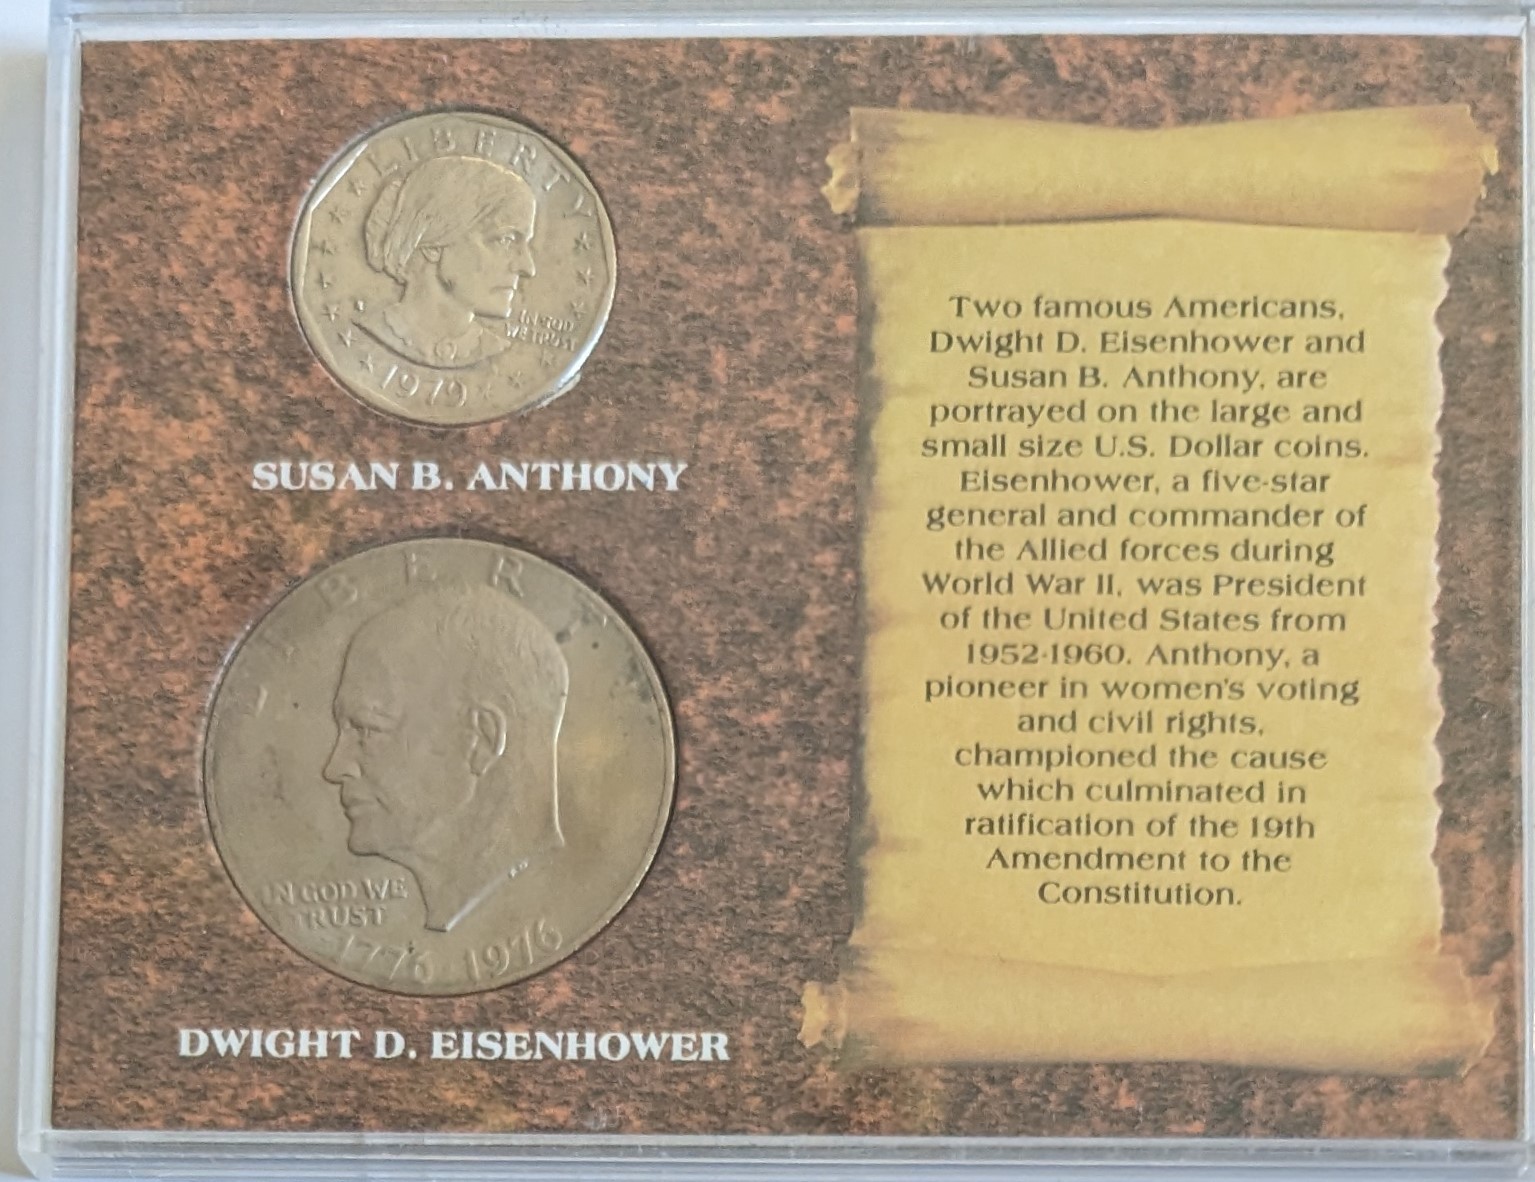 LIBERTY
IN GOD
WE TRUST
1979
SUSAN B. ANTHONY
LIBERTY
IN GOD WE
TRUST
1776-1976
DWIGHT D. EISENHOWER
Two famous Americans,
Dwight D. Eisenhower and
Susan B. Anthony, are
portrayed on the large and
small size U.S. Dollar coins.
Eisenhower, a five-star
general and commander of
the Allied forces during
World War II, was President
of the United States from
1952-1960. Anthony, a
pioneer in women's voting
and civil rights,
championed the cause
which culminated in
ratification of the 19th
Amendment to the
Constitution.